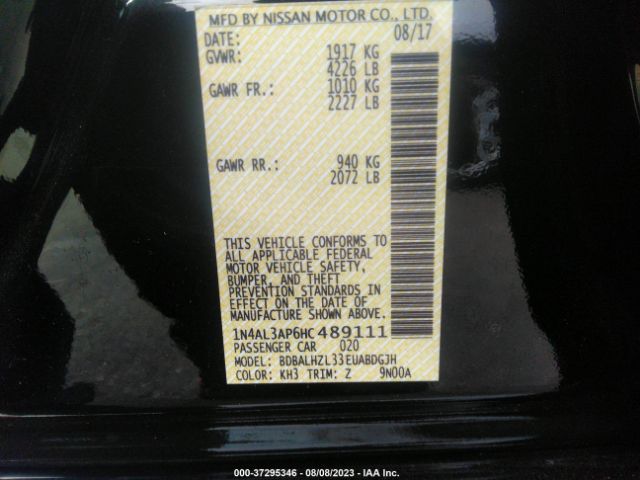 MFD BY NISSAN MOTOR CO., LTD.
DATE: 08/17
GVWR: 1917 KG
4226 LB
GAWR FR.: 1010 KG
2227 LB
GAWR RR.: 940 KG
2072 LB
THIS VEHICLE CONFORMS TO
ALL APPLICABLE FEDERAL
MOTOR VEHICLE SAFETY,
BUMPER, AND THEFT
PREVENTION STANDARDS IN
EFFECT ON THE DATE OF
MANUFACTURE SHOWN ABOVE.
1N4AL3AP6HC489111
PASSENGER CAR 020
MODEL: BDBALHZL33EUABDGJH
COLOR: KH3 TRIM: Z 9N00A
000-37295346 - 08/08/2023 - IAA Inc.